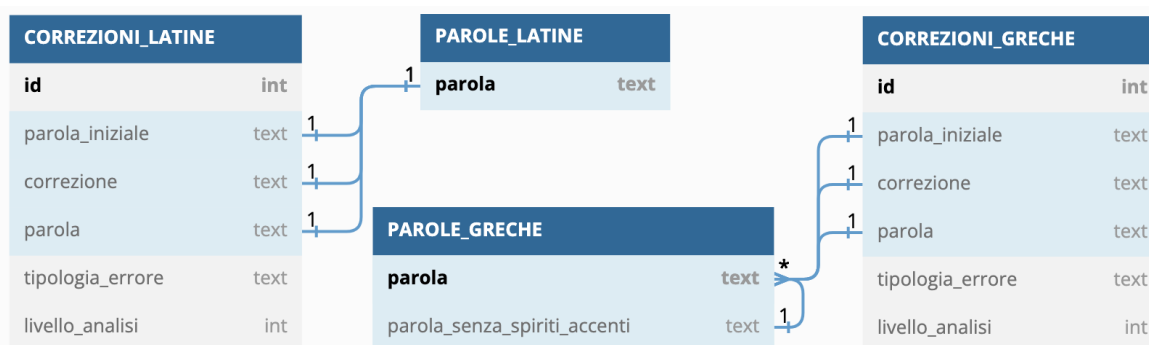 CORREZIONI_LATINE
id int
parola_iniziale text
correzione text
parola text
tipologia_errore text
livello_analisi int
1
1
1
1
PAROLE_LATINE
parola text
PAROLE_GRECHE
parola text
parola_senza_spiriti_accenti text
*
1
1
1
1
CORREZIONI_GRECHE
id int
parola_iniziale text
correzione text
parola text
tipologia_errore text
livello_analisi int